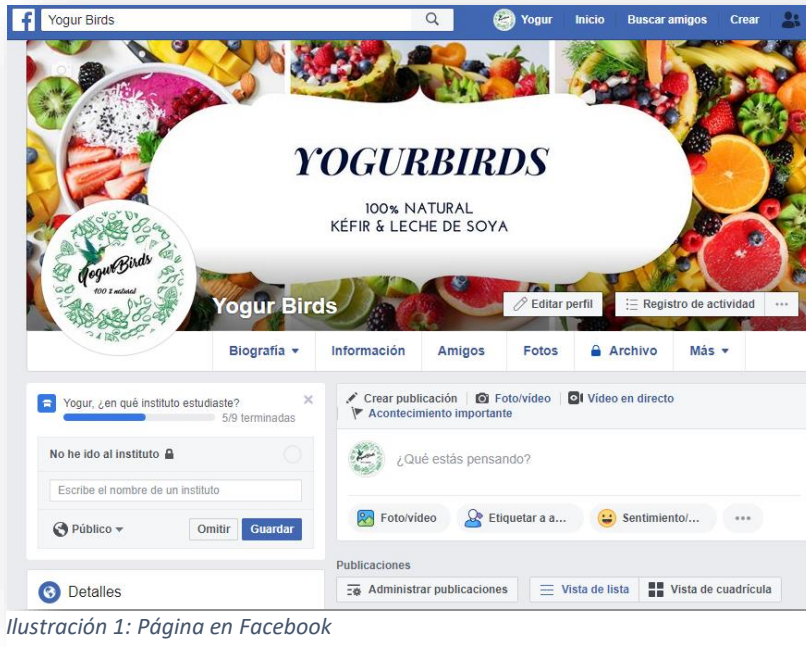 Yogur Birds
Yogur Inicio Buscar amigos Crear
YOGURBIRDS
100% NATURAL
KÉFIR & LECHE DE SOYA
YogurBirds
100 % natural
Yogur Birds
Editar perfil Registro de actividad ...
Biografía Información Amigos Fotos Archivo Más
Yogur, ¿en qué instituto estudiaste?
5/9 terminadas
No he ido al instituto
Escribe el nombre de un instituto
Público Omitir Guardar
Detalles
Crear publicación Foto/vídeo Vídeo en directo
Acontecimiento importante
¿Qué estás pensando?
Foto/vídeo Etiquetar a a... Sentimiento/... ...
Publicaciones
Administrar publicaciones Vista de lista Vista de cuadrícula
Ilustración 1: Página en Facebook